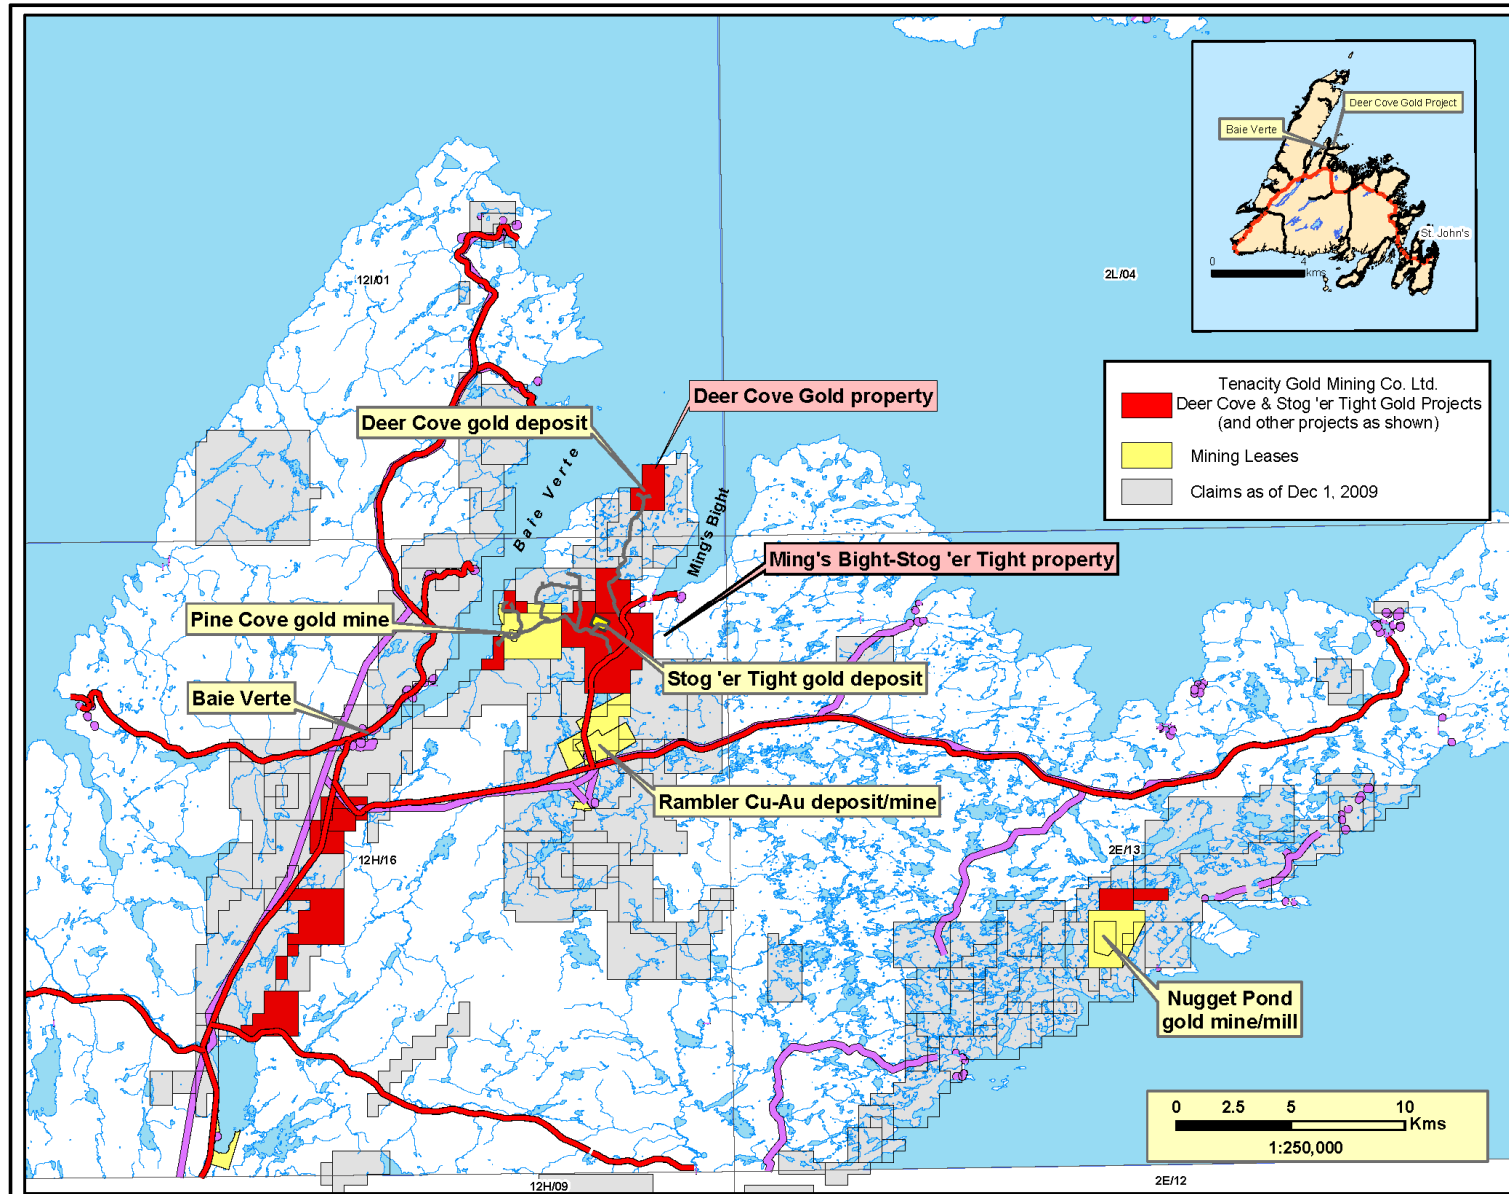 Deer Cove Gold Project
Baie Verte
St. John's
0 4
kms
12I/01
2L/04
Tenacity Gold Mining Co. Ltd.
Deer Cove & Stog 'er Tight Gold Projects
(and other projects as shown)
Mining Leases
Claims as of Dec 1, 2009
Deer Cove Gold property
Deer Cove gold deposit
Baie Verte
Ming's Bight
Ming's Bight-Stog 'er Tight property
Pine Cove gold mine
Stog 'er Tight gold deposit
Baie Verte
Rambler Cu-Au deposit/mine
12H/16
2E/13
Nugget Pond
gold mine/mill
0 2.5 5 10
Kms
1:250,000
12H/09
2E/12